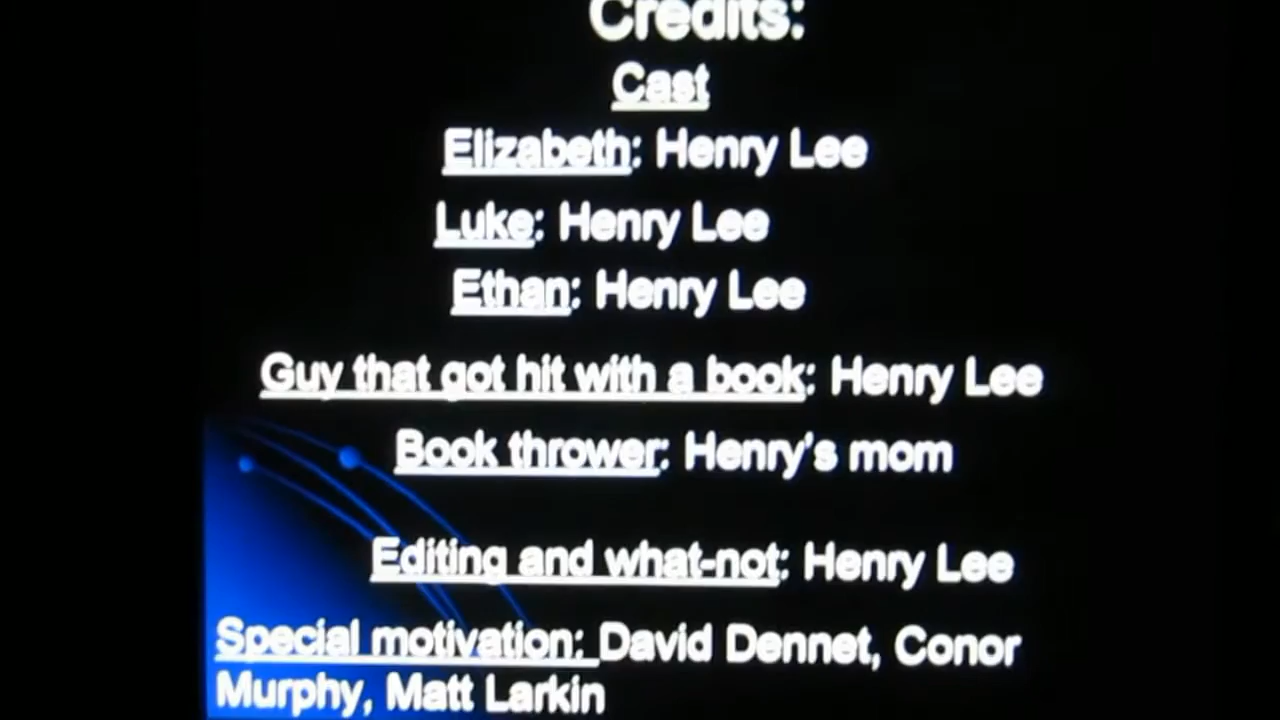 Credits:
Cast
Elizabeth: Henry Lee
Luke: Henry Lee
Ethan: Henry Lee
Guy that got hit with a book: Henry Lee
Book thrower: Henry's mom
Editing and what-not: Henry Lee
Special motivation: David Dennet, Conor
Murphy, Matt Larkin